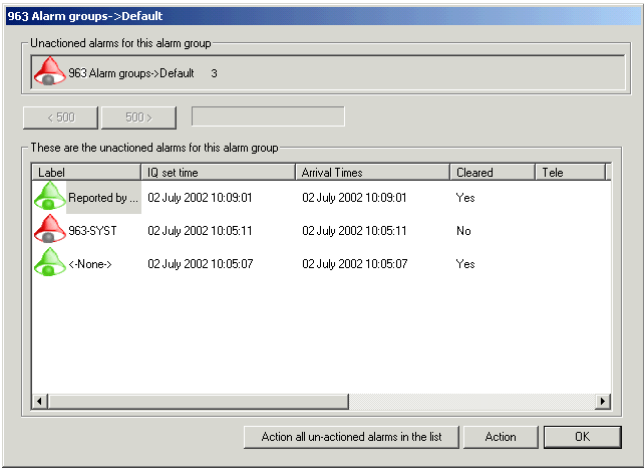 963 Alarm groups->Default
Unactioned alarms for this alarm group
963 Alarm groups->Default 3
< 500 500 >
These are the unactioned alarms for this alarm group
Label IQ set time Arrival Times Cleared Tele
Reported by ... 02 July 2002 10:09:01 02 July 2002 10:09:01 Yes
963-SYST 02 July 2002 10:05:11 02 July 2002 10:05:11 No
<-None-> 02 July 2002 10:05:07 02 July 2002 10:05:07 Yes
Action all un-actioned alarms in the list Action OK